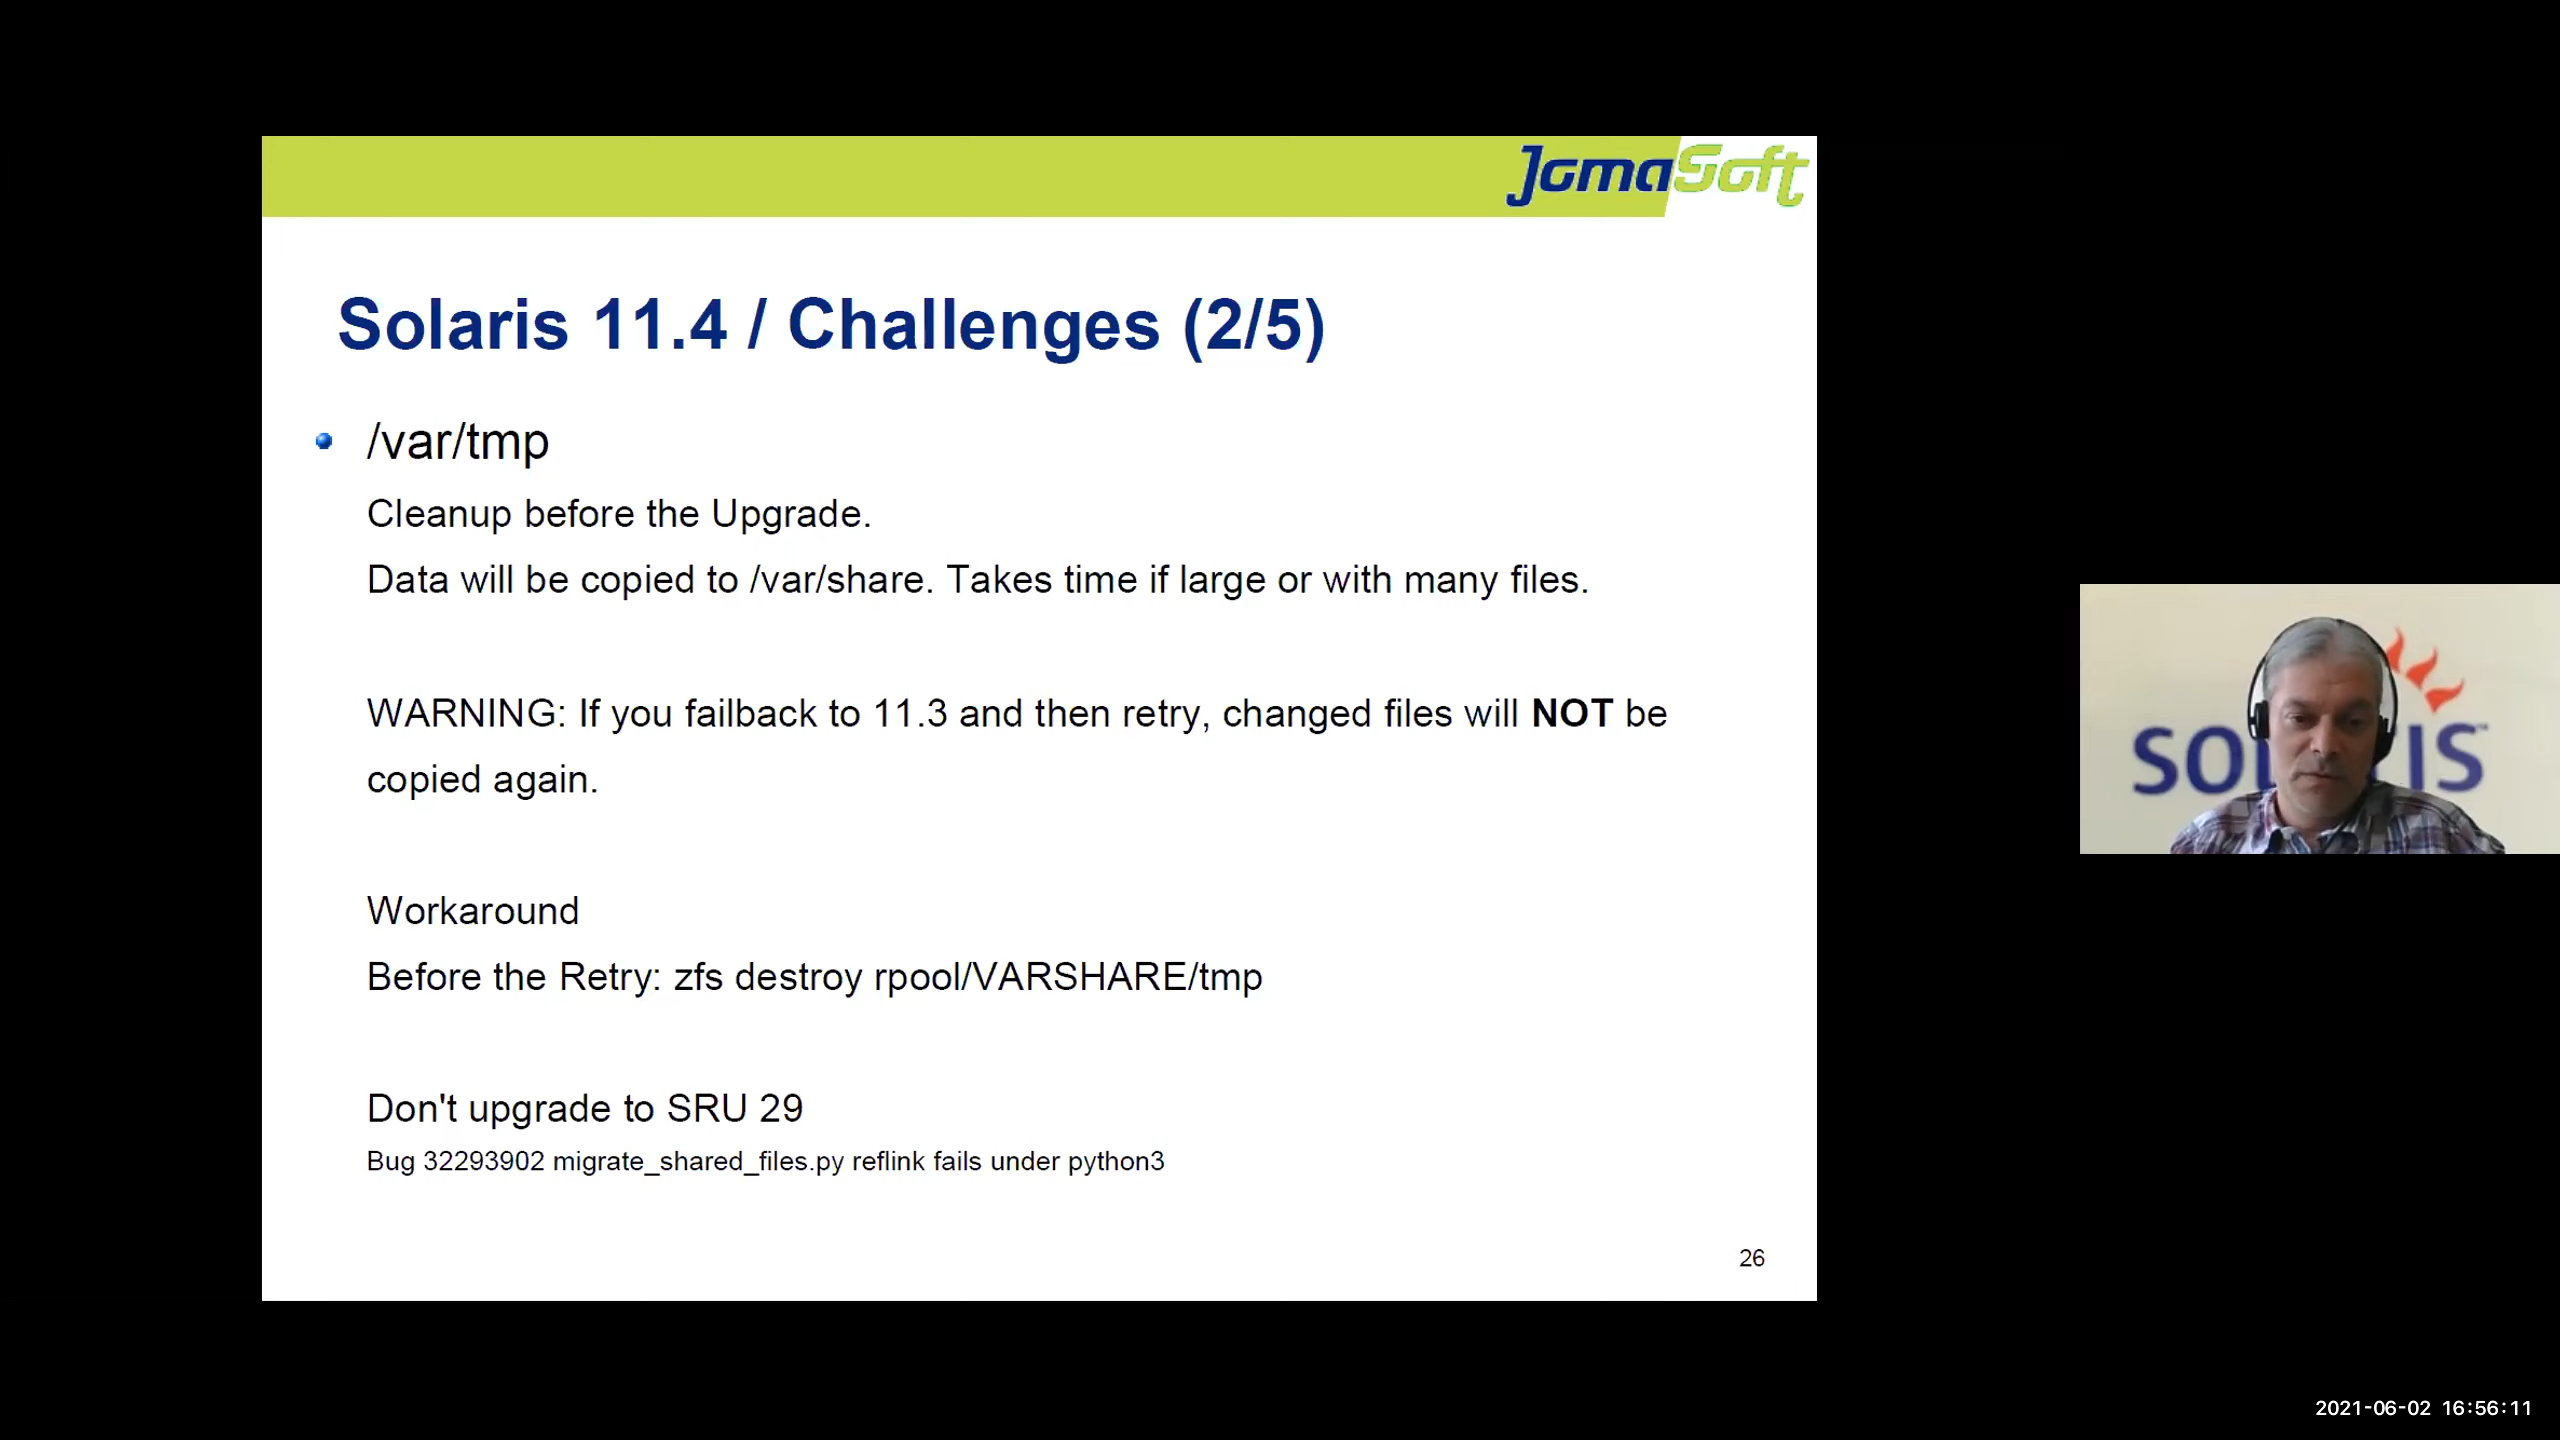 JomaSoft
Solaris 11.4 / Challenges (2/5)
/var/tmp
Cleanup before the Upgrade.
Data will be copied to /var/share. Takes time if large or with many files.
WARNING: If you failback to 11.3 and then retry, changed files will NOT be
copied again.
SOL IS
Workaround
Before the Retry: zfs destroy rpool/VARSHARE/tmp
Don't upgrade to SRU 29
Bug 32293902 migrate_shared_files.py reflink fails under python3
26
2021-06-02 16:56:11